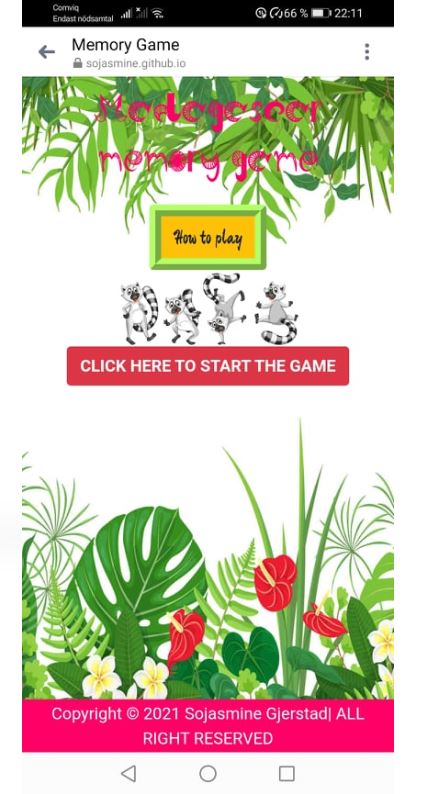 Comviq
Endast nödsamtal
66 %
22:11
Memory Game
sojasmine.github.io
Madagascar
memory game
How to play
CLICK HERE TO START THE GAME
Copyright © 2021 Sojasmine Gjerstad| ALL
RIGHT RESERVED